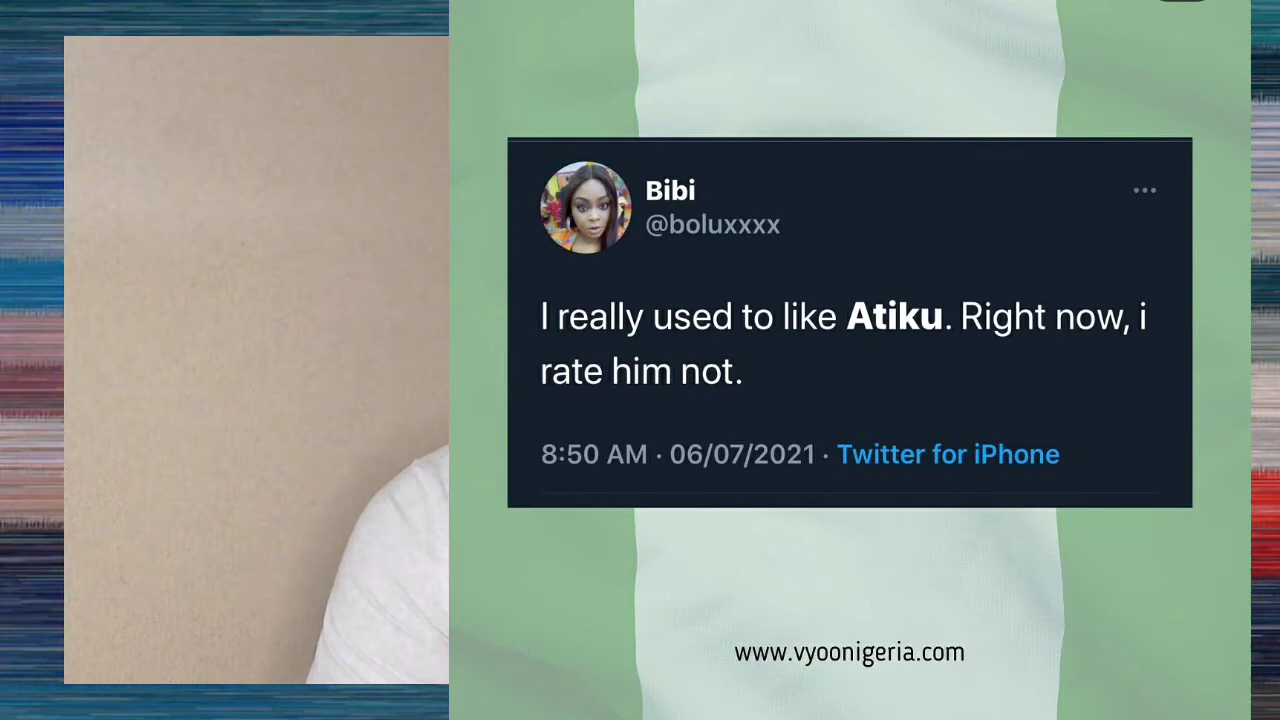 Bibi
@boluxxxx
I really used to like Atiku. Right now, i
rate him not.
8:50 AM · 06/07/2021 · Twitter for iPhone
www.vyoonigeria.com